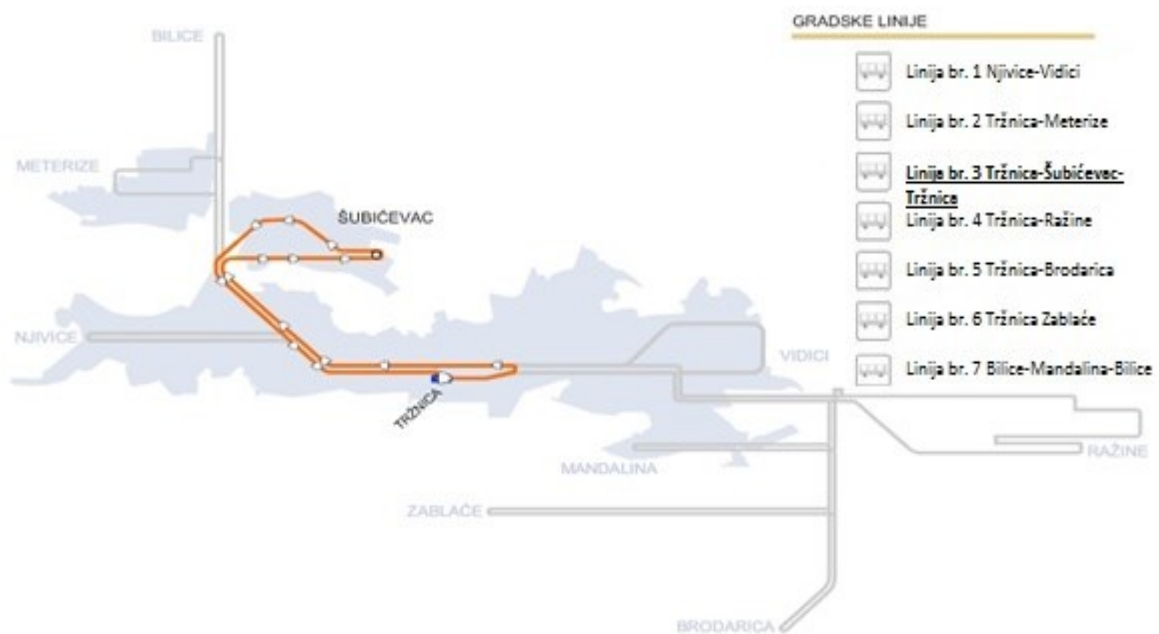 GRADSKE LINIJE
Linija br. 1 Njivice-Vidici
Linija br. 2 Tržnica-Meterize
Linija br. 3 Tržnica-Šubićevac-
Tržnica
Linija br. 4 Tržnica-Ražine
Linija br. 5 Tržnica-Brodarica
Linija br. 6 Tržnica Zablaće
Linija br. 7 Bilice-Mandalina-Bilice
BILICE
METERIZE
ŠUBIĆEVAC
NJIVICE
VIDICI
TRŽNICA
MANDALINA
RAŽINE
ZABLAĆE
BRODARICA